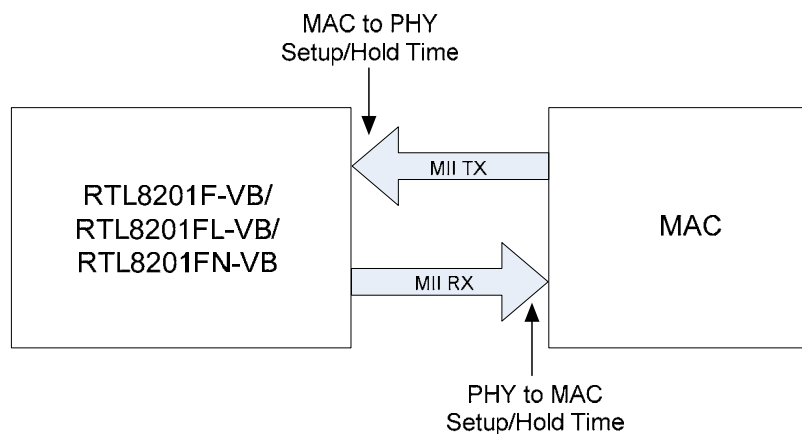 MAC to PHY
Setup/Hold Time
MII TX
RTL8201F-VB/
RTL8201FL-VB/
RTL8201FN-VB
MAC
MII RX
PHY to MAC
Setup/Hold Time